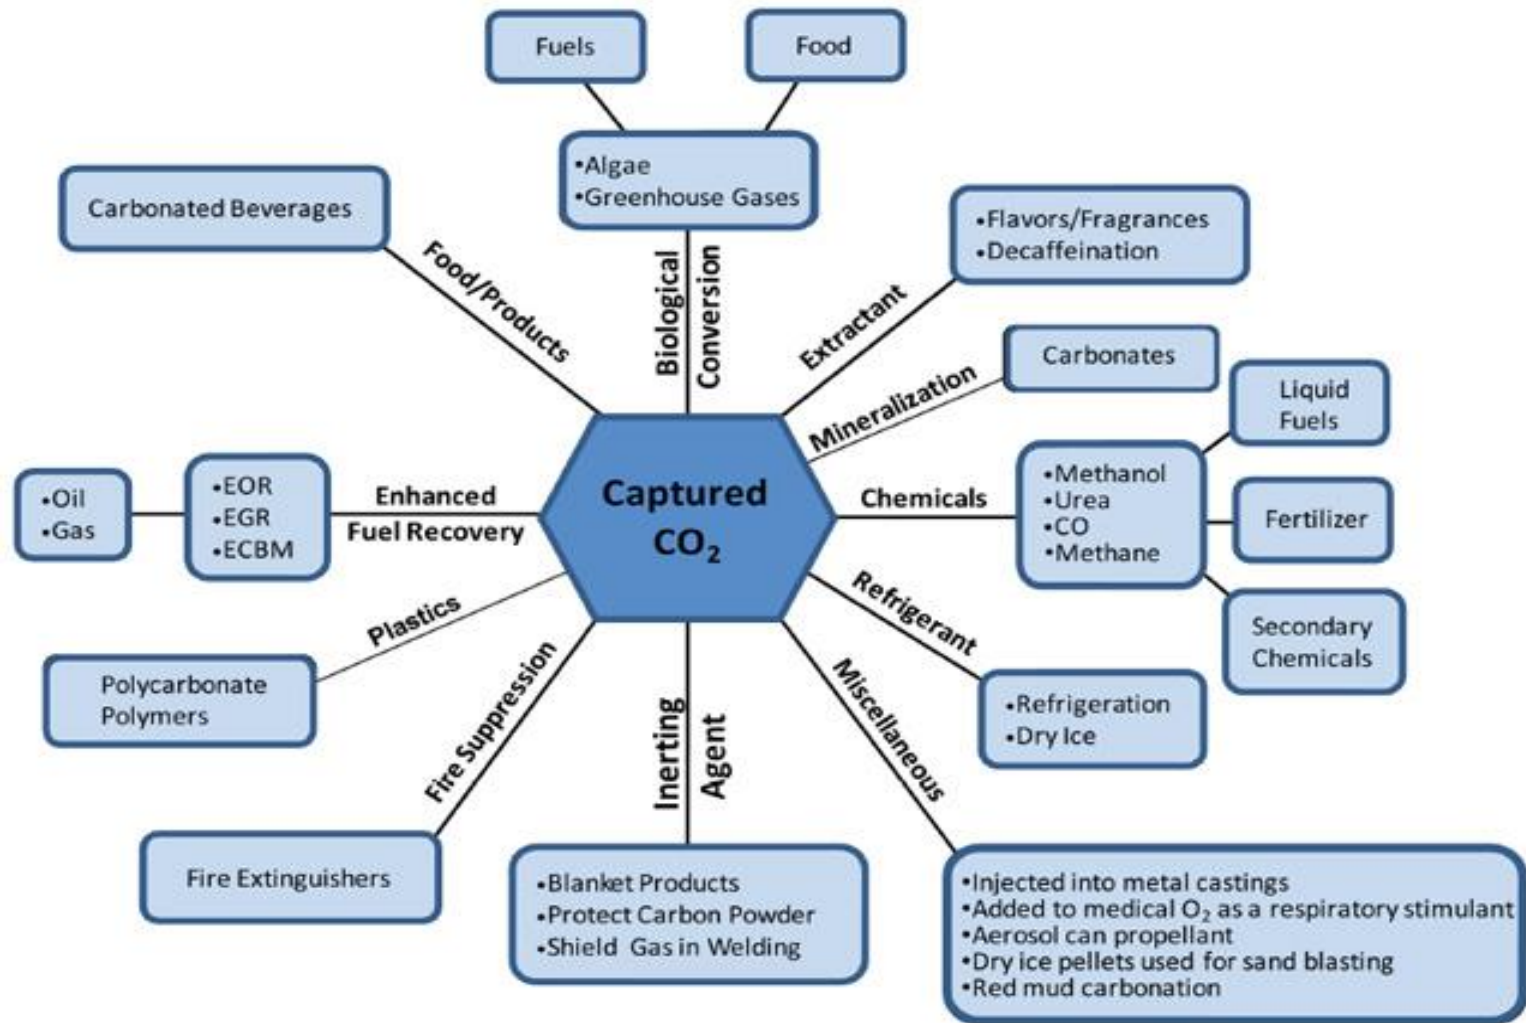 Fuels
Food
•Algae
•Greenhouse Gases
Carbonated Beverages
•Flavors/Fragrances
•Decaffeination
Food/Products
Biological
Conversion
Extractant
Mineralization
Carbonates
Liquid
Fuels
•Oil
•Gas
•EOR
•EGR
•ECBM
Enhanced
Fuel Recovery
Captured
CO₂
Chemicals
•Methanol
•Urea
•CO
•Methane
Fertilizer
Secondary
Chemicals
Plastics
Polycarbonate
Polymers
Refrigerant
•Refrigeration
•Dry Ice
Fire Suppression
Fire Extinguishers
Inerting
Agent
•Blanket Products
•Protect Carbon Powder
•Shield Gas in Welding
Miscellaneous
•Injected into metal castings
•Added to medical O₂ as a respiratory stimulant
•Aerosol can propellant
•Dry ice pellets used for sand blasting
•Red mud carbonation